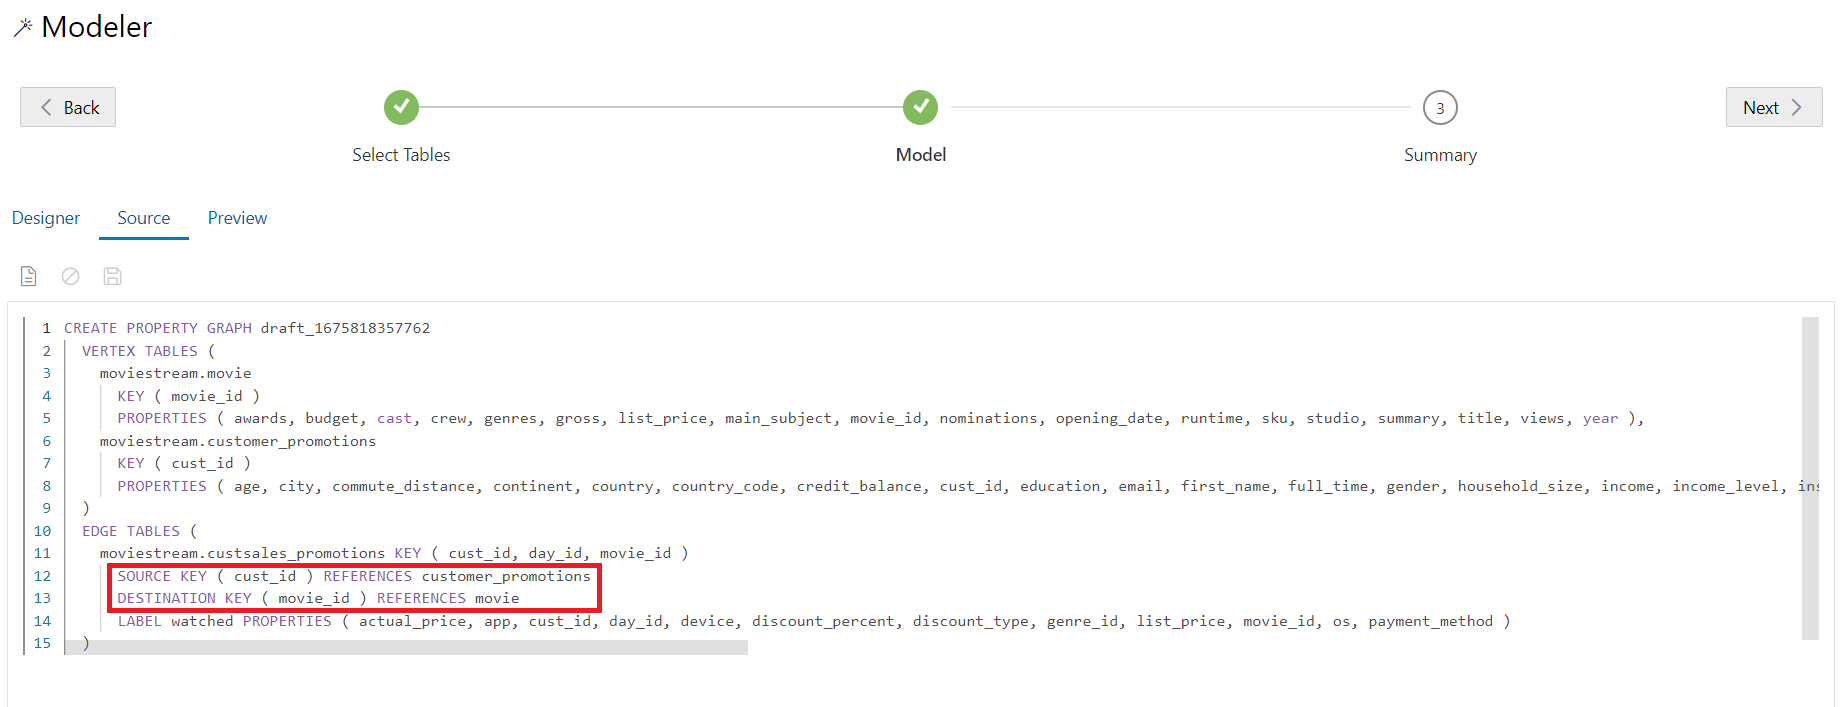 Modeler
Back
3
Next
Select Tables
Model
Summary
Designer Source Preview
1 CREATE PROPERTY GRAPH draft_1675818357762
2 VERTEX TABLES (
3 moviestream.movie
4 KEY ( movie_id )
5 PROPERTIES ( awards, budget, cast, crew, genres, gross, list_price, main_subject, movie_id, nominations, opening_date, runtime, sku, studio, summary, title, views, year ),
6 moviestream.customer_promotions
7 KEY ( cust_id )
8 PROPERTIES ( age, city, commute_distance, continent, country, country_code, credit_balance, cust_id, education, email, first_name, full_time, gender, household_size, income, income_level, ins
9 )
10 EDGE TABLES (
11 moviestream.custsales_promotions KEY ( cust_id, day_id, movie_id )
12 SOURCE KEY ( cust_id ) REFERENCES customer_promotions
13 DESTINATION KEY ( movie_id ) REFERENCES movie
14 LABEL watched PROPERTIES ( actual_price, app, cust_id, day_id, device, discount_percent, discount_type, genre_id, list_price, movie_id, os, payment_method )
15 )